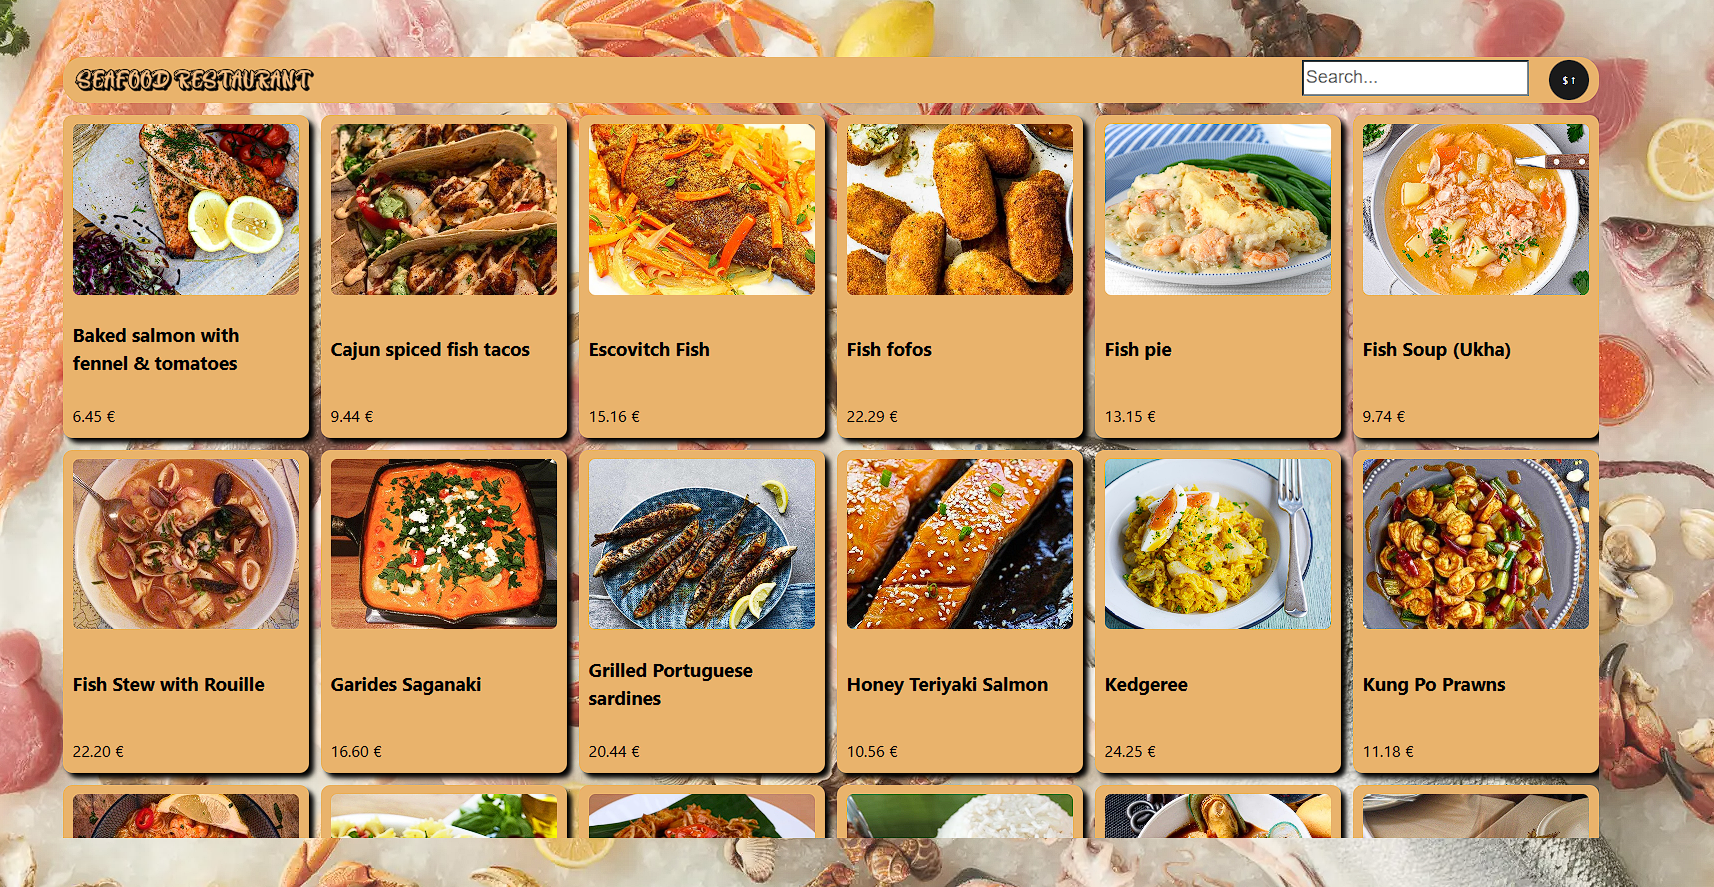 SEAFOOD RESTAURANT
Search...
$↑
Baked salmon with
fennel & tomatoes
6.45 €
Cajun spiced fish tacos
9.44 €
Escovitch Fish
15.16 €
Fish fofos
22.29 €
Fish pie
13.15 €
Fish Soup (Ukha)
9.74 €
Fish Stew with Rouille
22.20 €
Garides Saganaki
16.60 €
Grilled Portuguese
sardines
20.44 €
Honey Teriyaki Salmon
10.56 €
Kedgeree
24.25 €
Kung Po Prawns
11.18 €